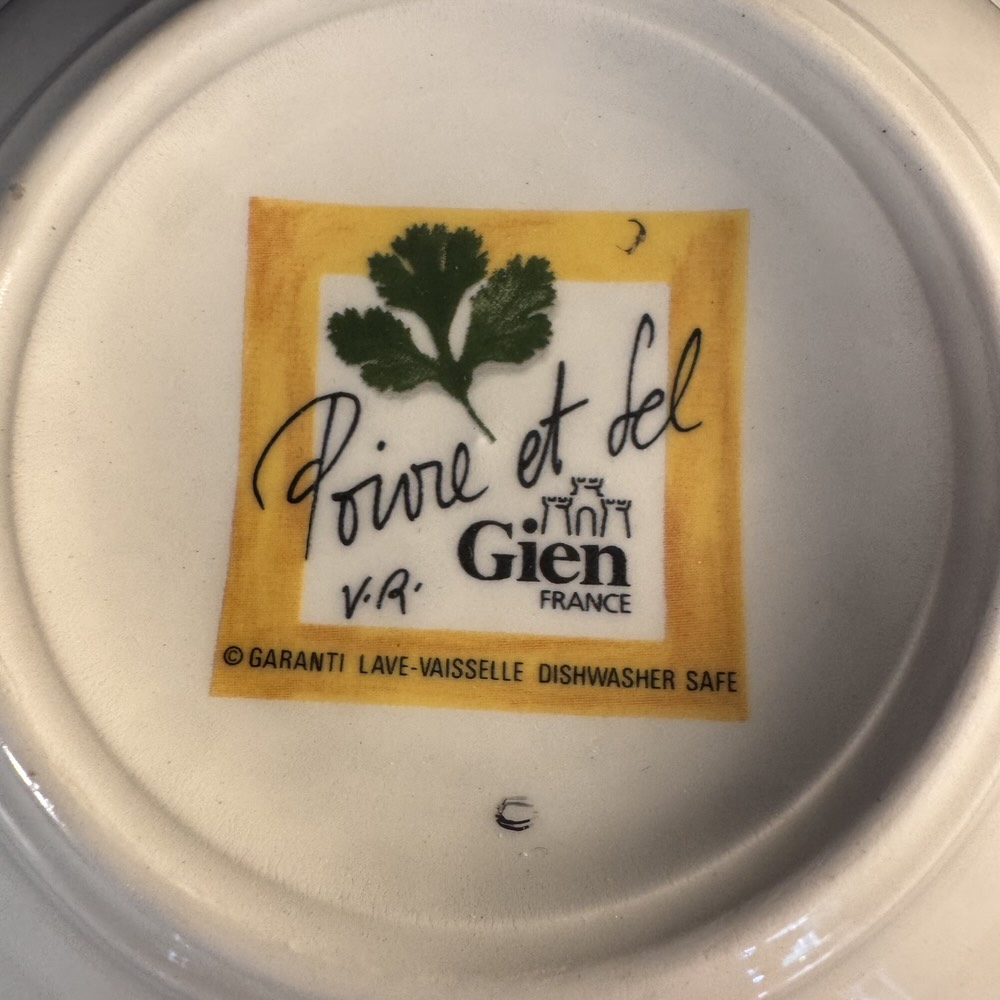 Poivre et Sel
Gien
FRANCE
V.R.
© GARANTI LAVE-VAISSELLE DISHWASHER SAFE